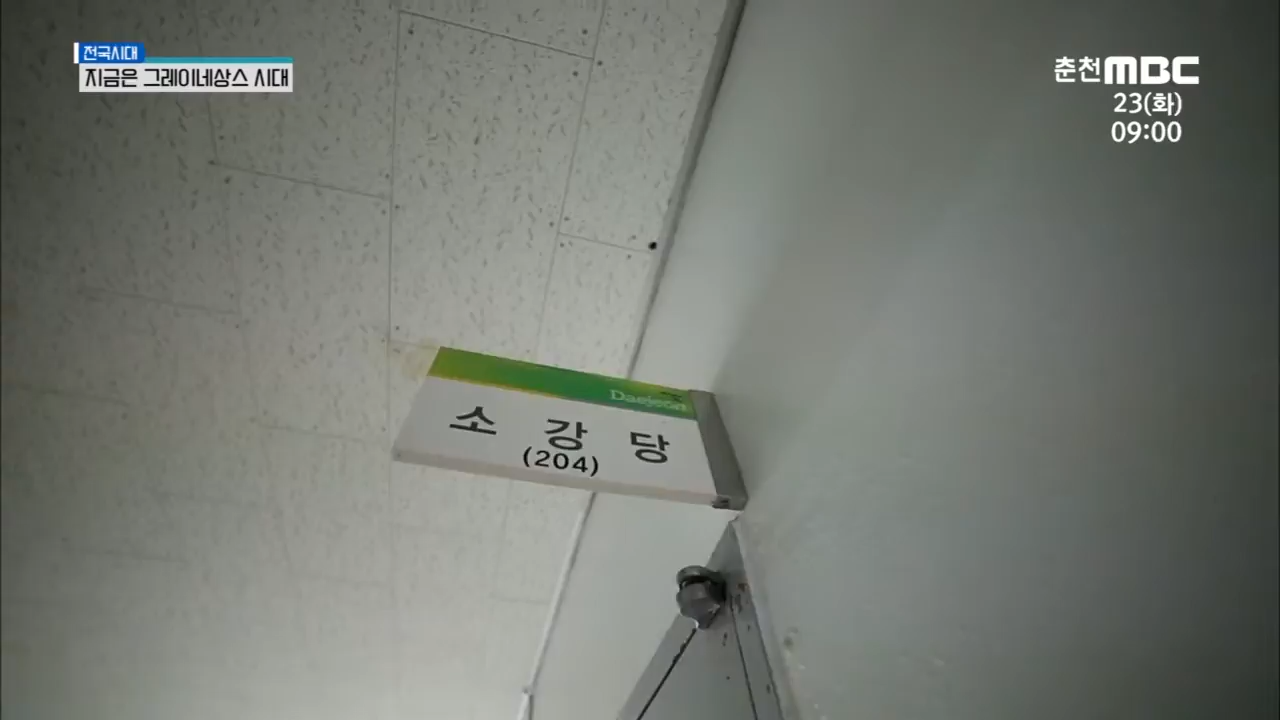 전국시대
지금은 그레이네상스 시대
춘천MBC
23(화)
09:00
Daejeon
소 강 당
(204)